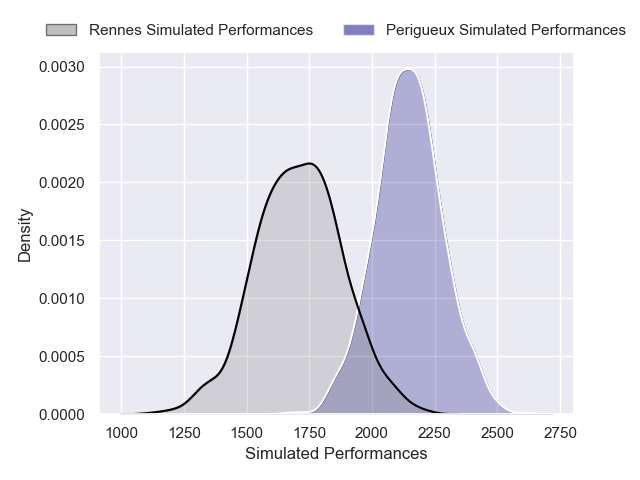 Rennes Simulated Performances
Perigueux Simulated Performances
0.0030
0.0025
0.0020
0.0015
0.0010
0.0005
0.0000
Density
1000 1250 1500 1750 2000 2250 2500 2750
Simulated Performances